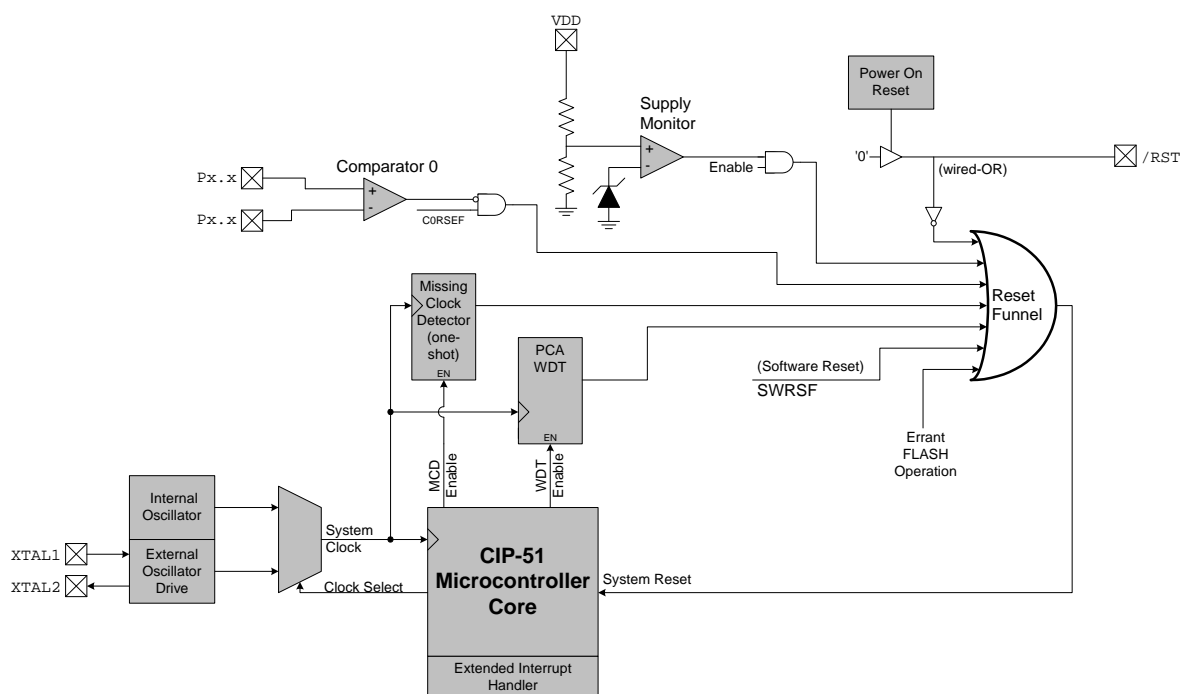 VDD
Power On
Reset
Supply
Monitor
'0'
/RST
(wired-OR)
Enable
Comparator 0
Px.x
Px.x
C0RSEF
Missing
Clock
Detector
(one-
shot)
EN
Reset
Funnel
PCA
WDT
EN
(Software Reset)
SWRSF
Errant
FLASH
Operation
MCD
Enable
WDT
Enable
Internal
Oscillator
System
Clock
XTAL1
XTAL2
External
Oscillator
Drive
Clock Select
CIP-51
Microcontroller
Core
System Reset
Extended Interrupt
Handler